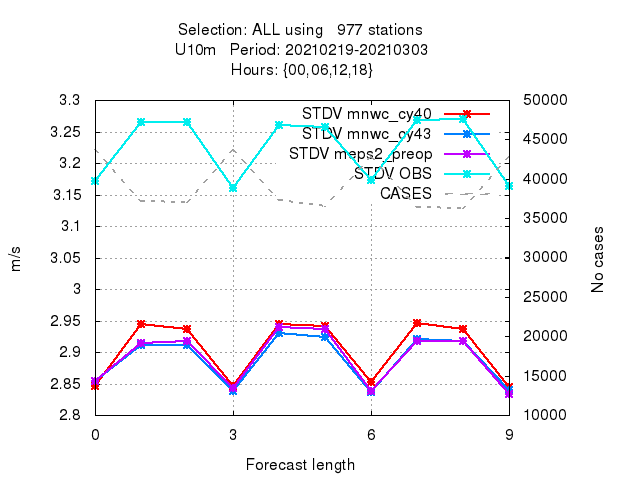 Selection: ALL using   977 stations
U10m   Period: 20210219-20210303
Hours: {00,06,12,18}
3.3
3.25
3.2
3.15
3.1
3.05
3
2.95
2.9
2.85
2.8
m/s
STDV mnwc_cy40
STDV mnwc_cy43
STDV meps2_preop
STDV OBS
CASES
50000
45000
40000
35000
30000
25000
20000
15000
10000
No cases
0 3 6 9
Forecast length